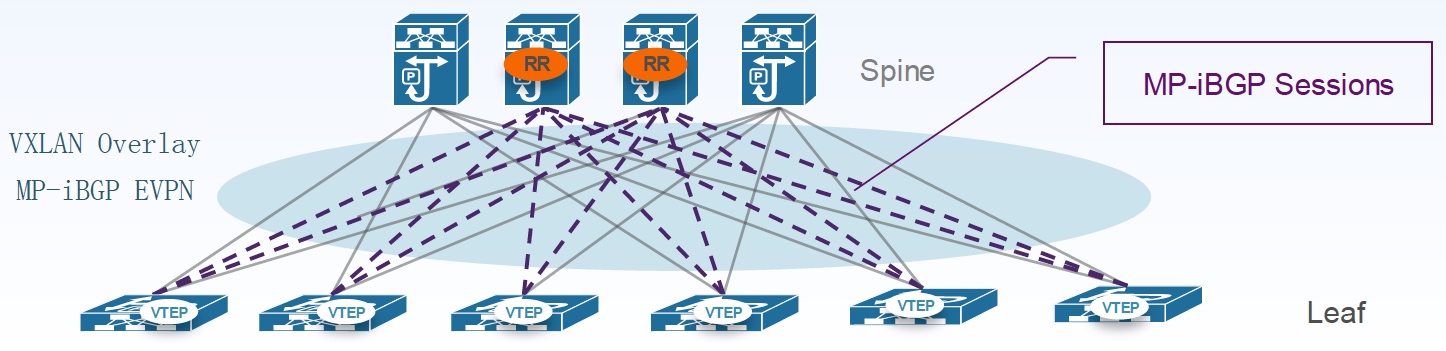 RR
RR
P
P
P
P
Spine
MP-iBGP Sessions
VXLAN Overlay
MP-iBGP EVPN
VTEP
VTEP
VTEP
VTEP
VTEP
VTEP
Leaf